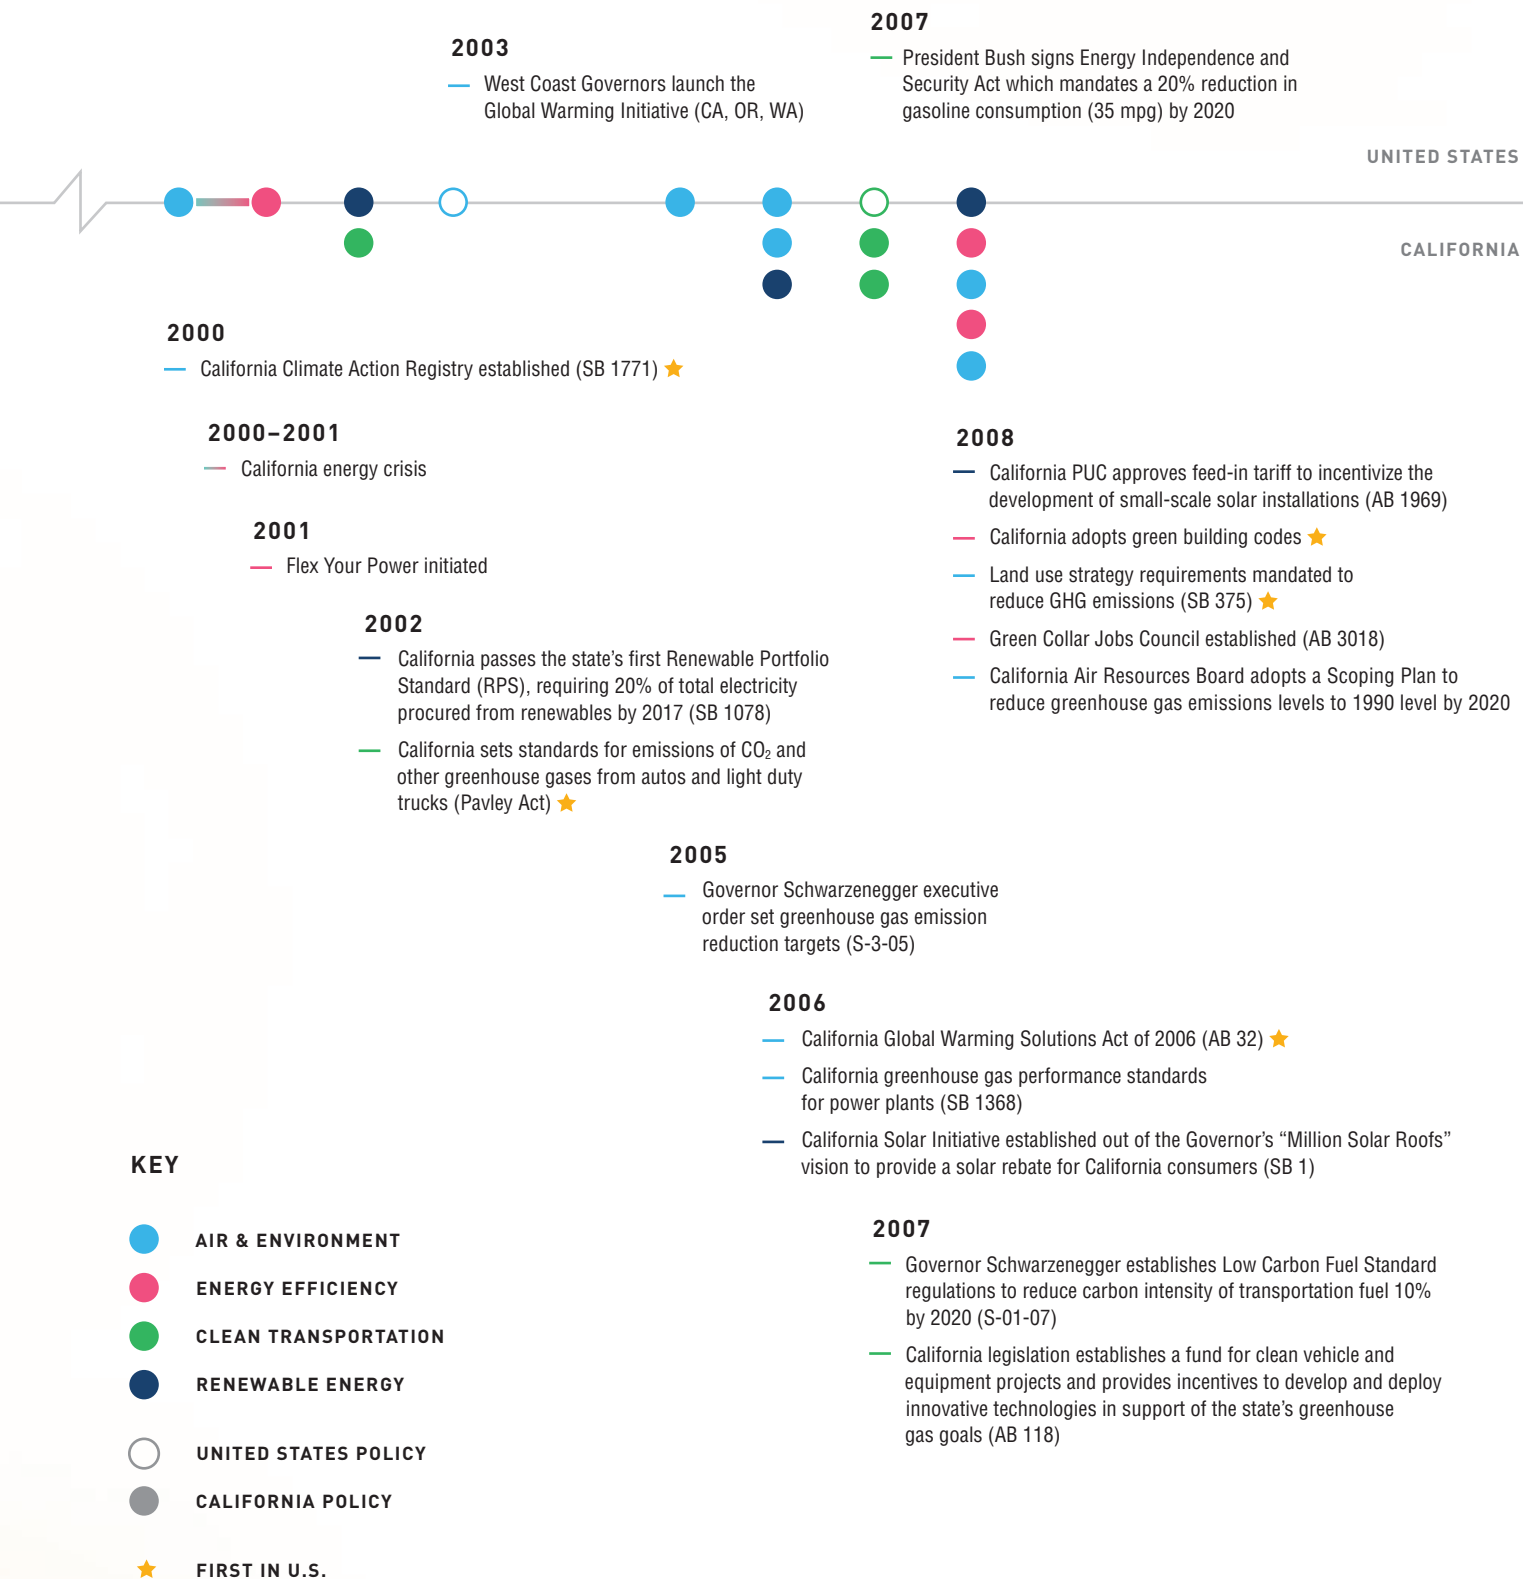 2003
West Coast Governors launch the
Global Warming Initiative (CA, OR, WA)
2007
President Bush signs Energy Independence and
Security Act which mandates a 20% reduction in
gasoline consumption (35 mpg) by 2020
UNITED STATES
CALIFORNIA
2000
California Climate Action Registry established (SB 1771)
2000–2001
California energy crisis
2001
Flex Your Power initiated
2002
California passes the state’s first Renewable Portfolio
Standard (RPS), requiring 20% of total electricity
procured from renewables by 2017 (SB 1078)
California sets standards for emissions of CO₂ and
other greenhouse gases from autos and light duty
trucks (Pavley Act)
2005
Governor Schwarzenegger executive
order set greenhouse gas emission
reduction targets (S-3-05)
2006
California Global Warming Solutions Act of 2006 (AB 32)
California greenhouse gas performance standards
for power plants (SB 1368)
California Solar Initiative established out of the Governor’s “Million Solar Roofs”
vision to provide a solar rebate for California consumers (SB 1)
2007
Governor Schwarzenegger establishes Low Carbon Fuel Standard
regulations to reduce carbon intensity of transportation fuel 10%
by 2020 (S-01-07)
California legislation establishes a fund for clean vehicle and
equipment projects and provides incentives to develop and deploy
innovative technologies in support of the state’s greenhouse
gas goals (AB 118)
2008
California PUC approves feed-in tariff to incentivize the
development of small-scale solar installations (AB 1969)
California adopts green building codes
Land use strategy requirements mandated to
reduce GHG emissions (SB 375)
Green Collar Jobs Council established (AB 3018)
California Air Resources Board adopts a Scoping Plan to
reduce greenhouse gas emissions levels to 1990 level by 2020
KEY
AIR & ENVIRONMENT
ENERGY EFFICIENCY
CLEAN TRANSPORTATION
RENEWABLE ENERGY
UNITED STATES POLICY
CALIFORNIA POLICY
FIRST IN U.S.